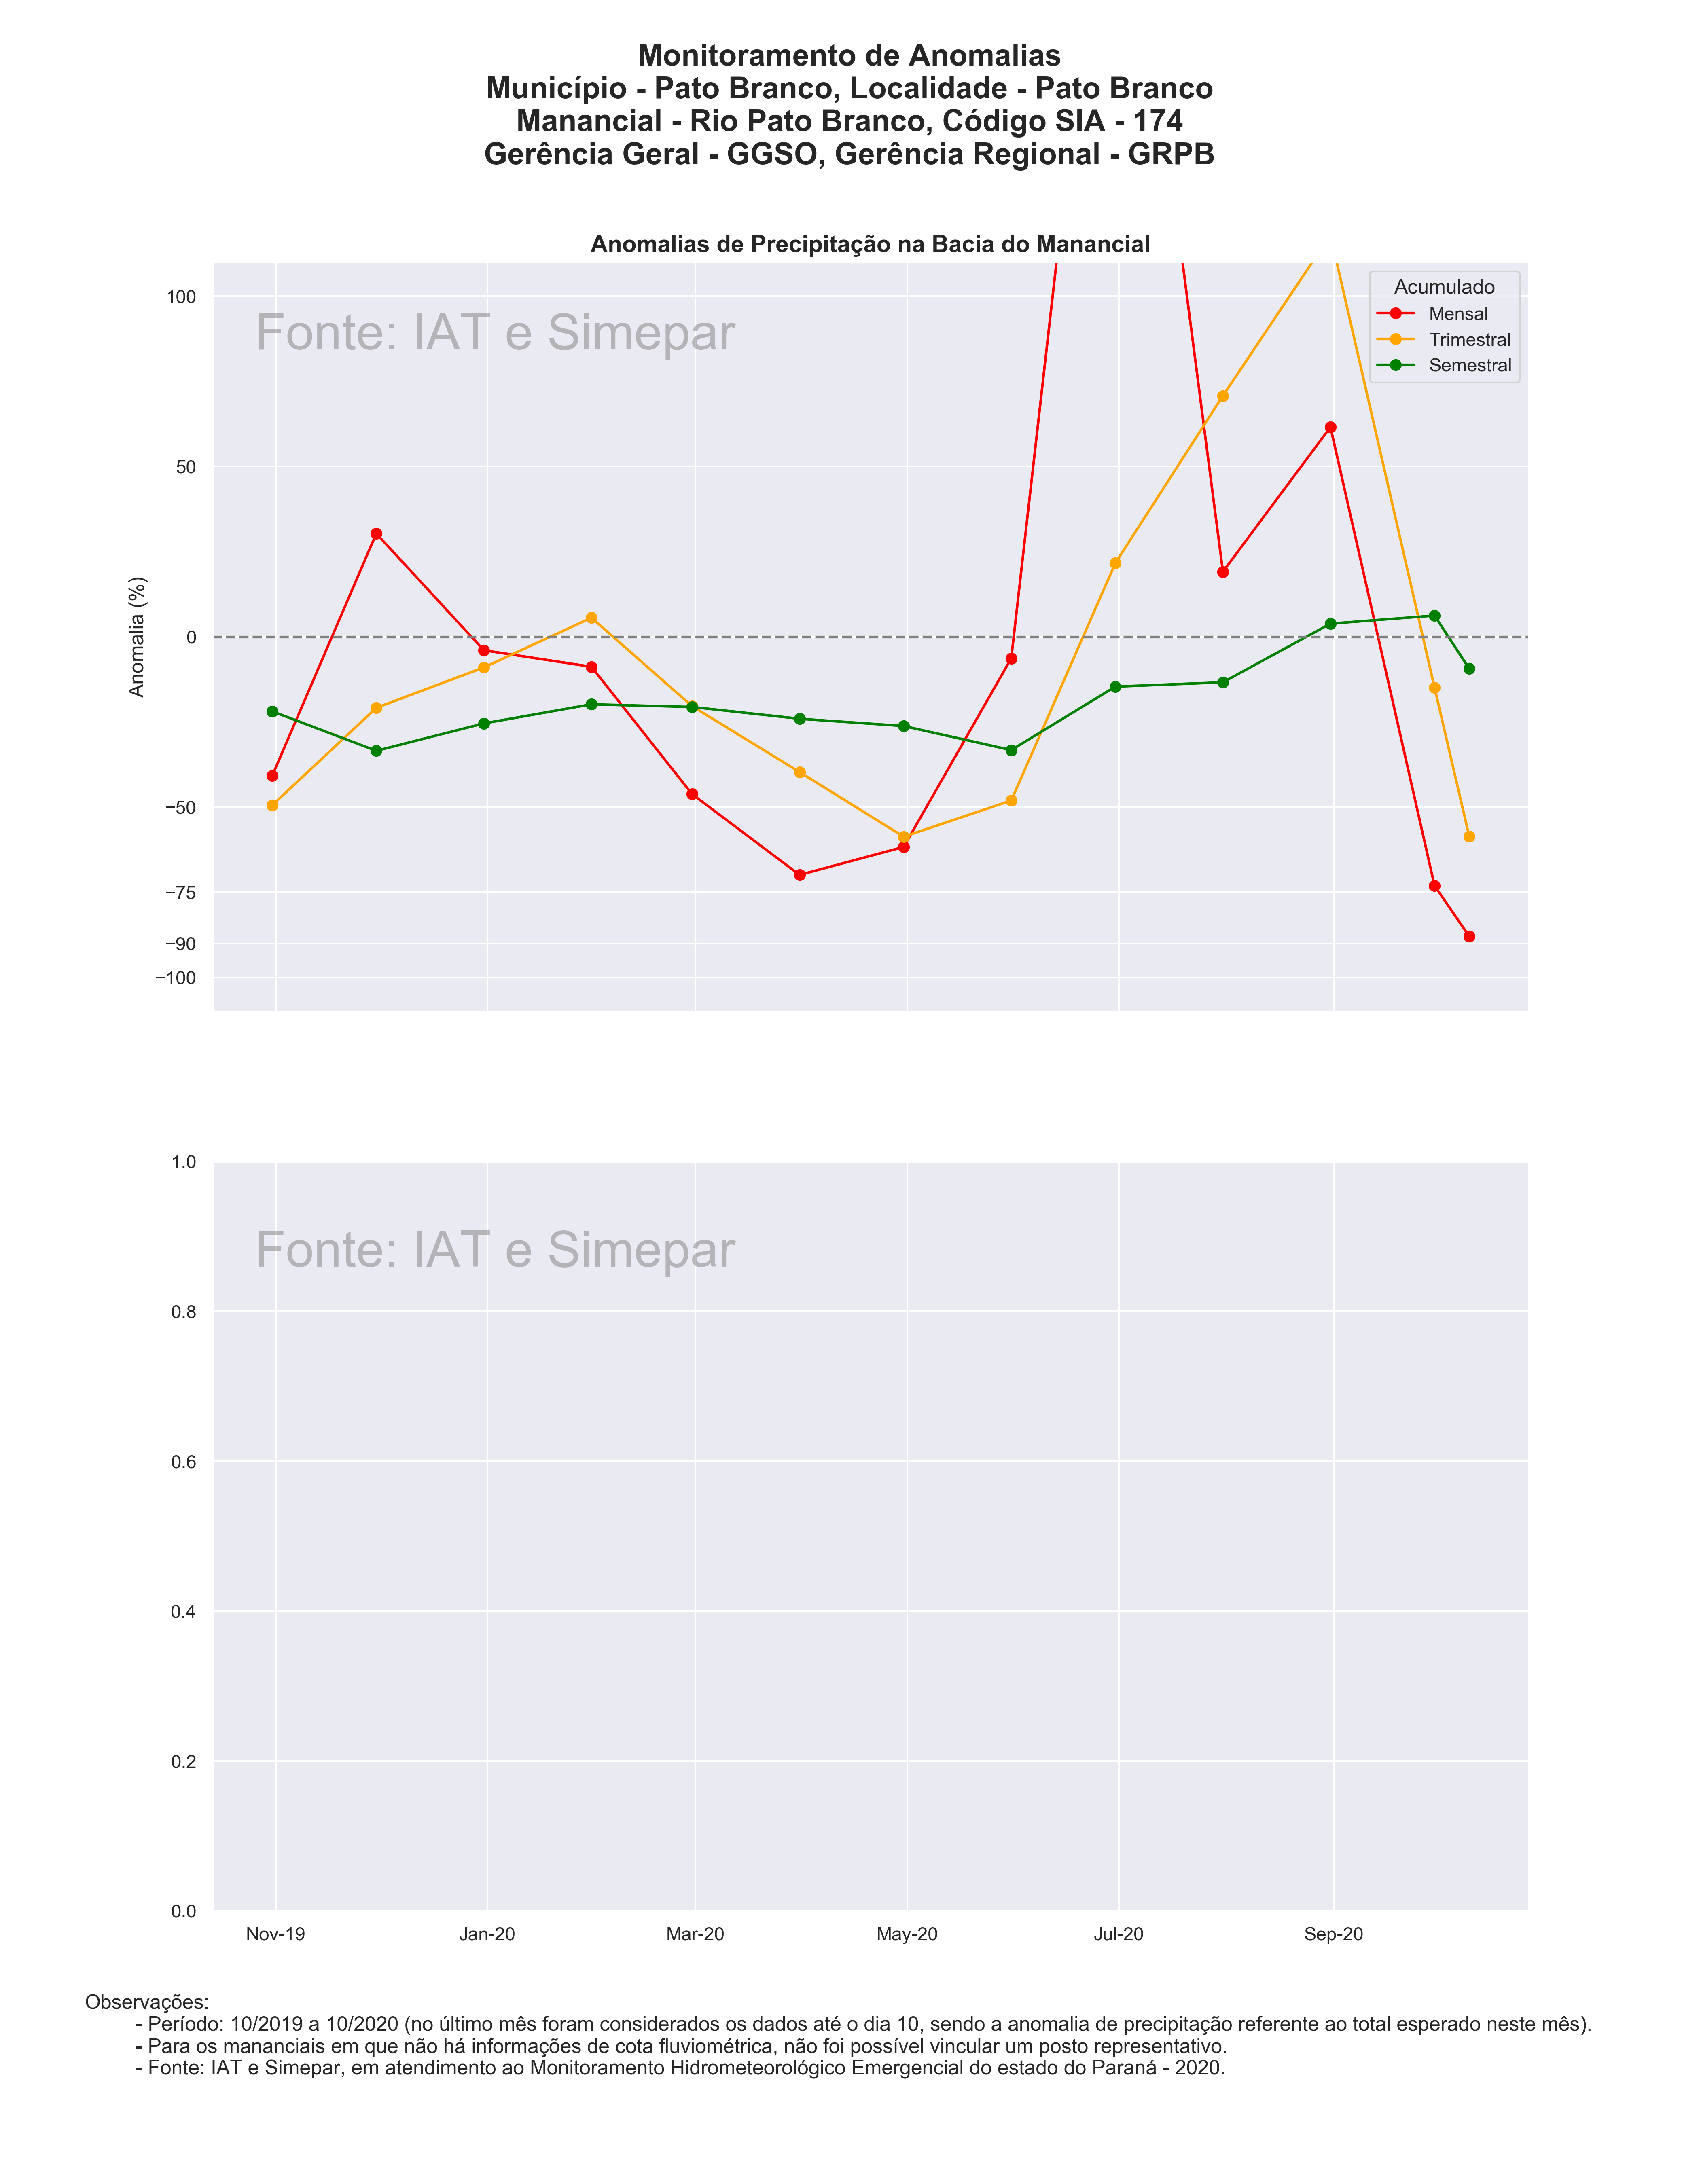 Monitoramento de Anomalias
Município - Pato Branco, Localidade - Pato Branco
Manancial - Rio Pato Branco, Código SIA - 174
Gerência Geral - GGSO, Gerência Regional - GRPB
Anomalias de Precipitação na Bacia do Manancial
Fonte: IAT e Simepar
Acumulado
Mensal
Trimestral
Semestral
Anomalia (%)
100
50
0
−50
−75
−90
−100
Fonte: IAT e Simepar
1.0
0.8
0.6
0.4
0.2
0.0
Nov-19 Jan-20 Mar-20 May-20 Jul-20 Sep-20
Observações:
- Período: 10/2019 a 10/2020 (no último mês foram considerados os dados até o dia 10, sendo a anomalia de precipitação referente ao total esperado neste mês).
- Para os mananciais em que não há informações de cota fluviométrica, não foi possível vincular um posto representativo.
- Fonte: IAT e Simepar, em atendimento ao Monitoramento Hidrometeorológico Emergencial do estado do Paraná - 2020.